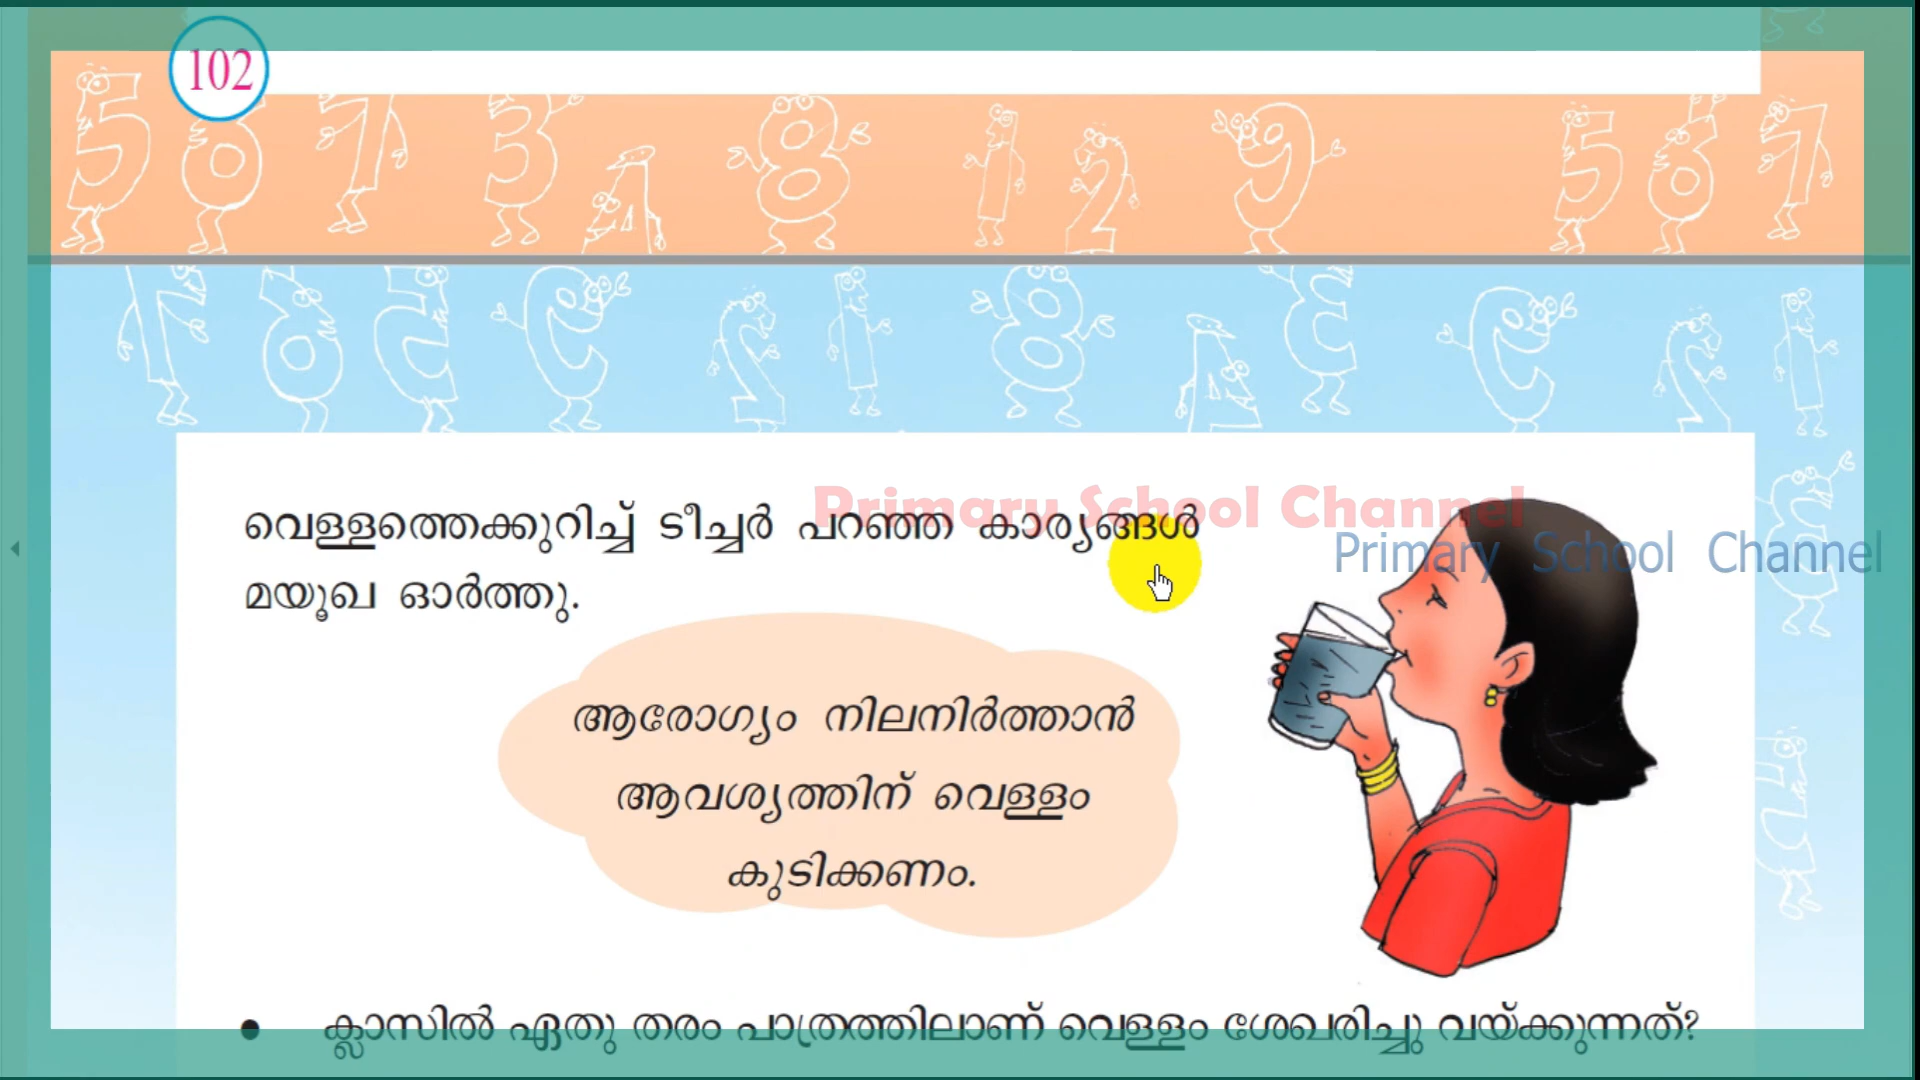 102
Primary School Channel
വെള്ളത്തെക്കുറിച്ച് ടീച്ചർ പറഞ്ഞ കാര്യങ്ങൾ
Primary School Channel
മയൂഖ ഓർത്തു.
ആരോഗ്യം നിലനിർത്താൻ
ആവശ്യത്തിന് വെള്ളം
കുടിക്കണം.
• ക്ലാസിൽ ഏതു തരം പാത്രത്തിലാണ് വെള്ളം ശേഖരിച്ചു വയ്ക്കുന്നത്?